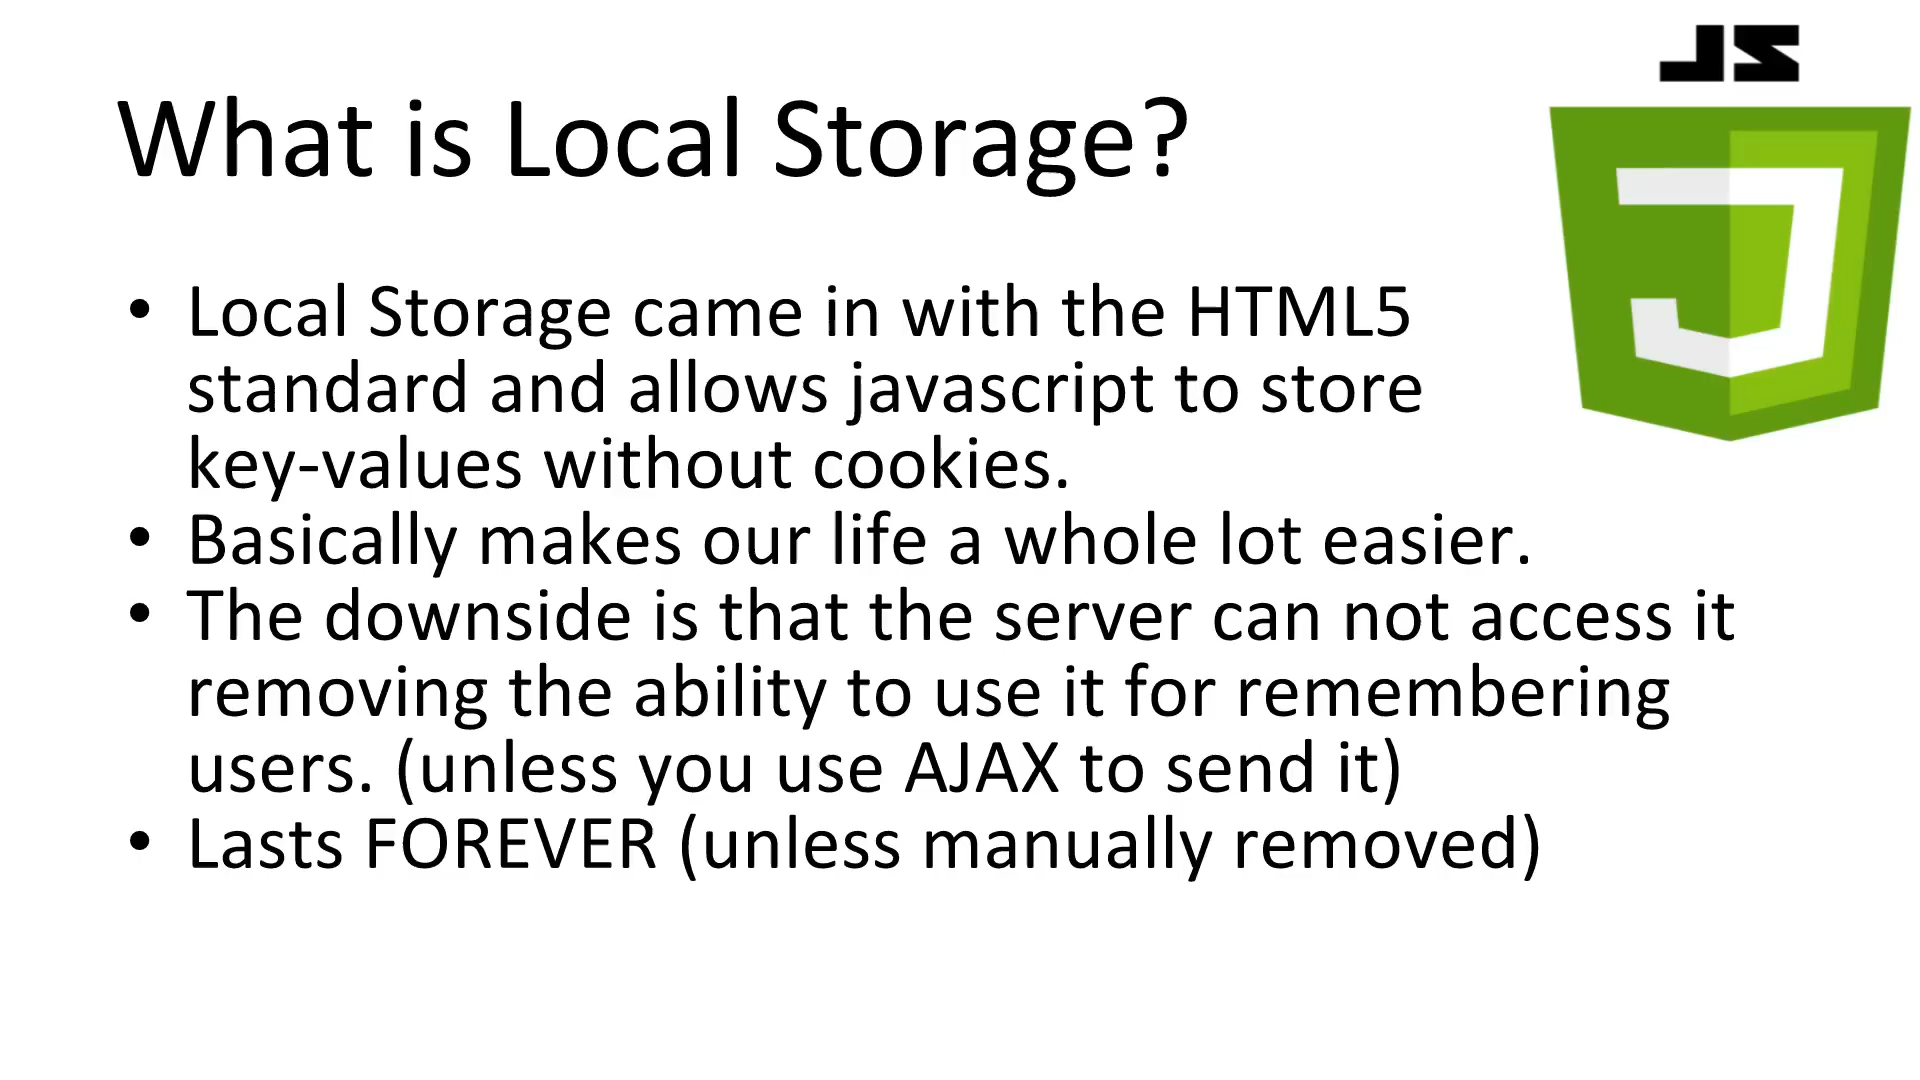 JS
What is Local Storage?
• Local Storage came in with the HTML5
standard and allows javascript to store
key-values without cookies.
• Basically makes our life a whole lot easier.
• The downside is that the server can not access it
removing the ability to use it for remembering
users. (unless you use AJAX to send it)
• Lasts FOREVER (unless manually removed)